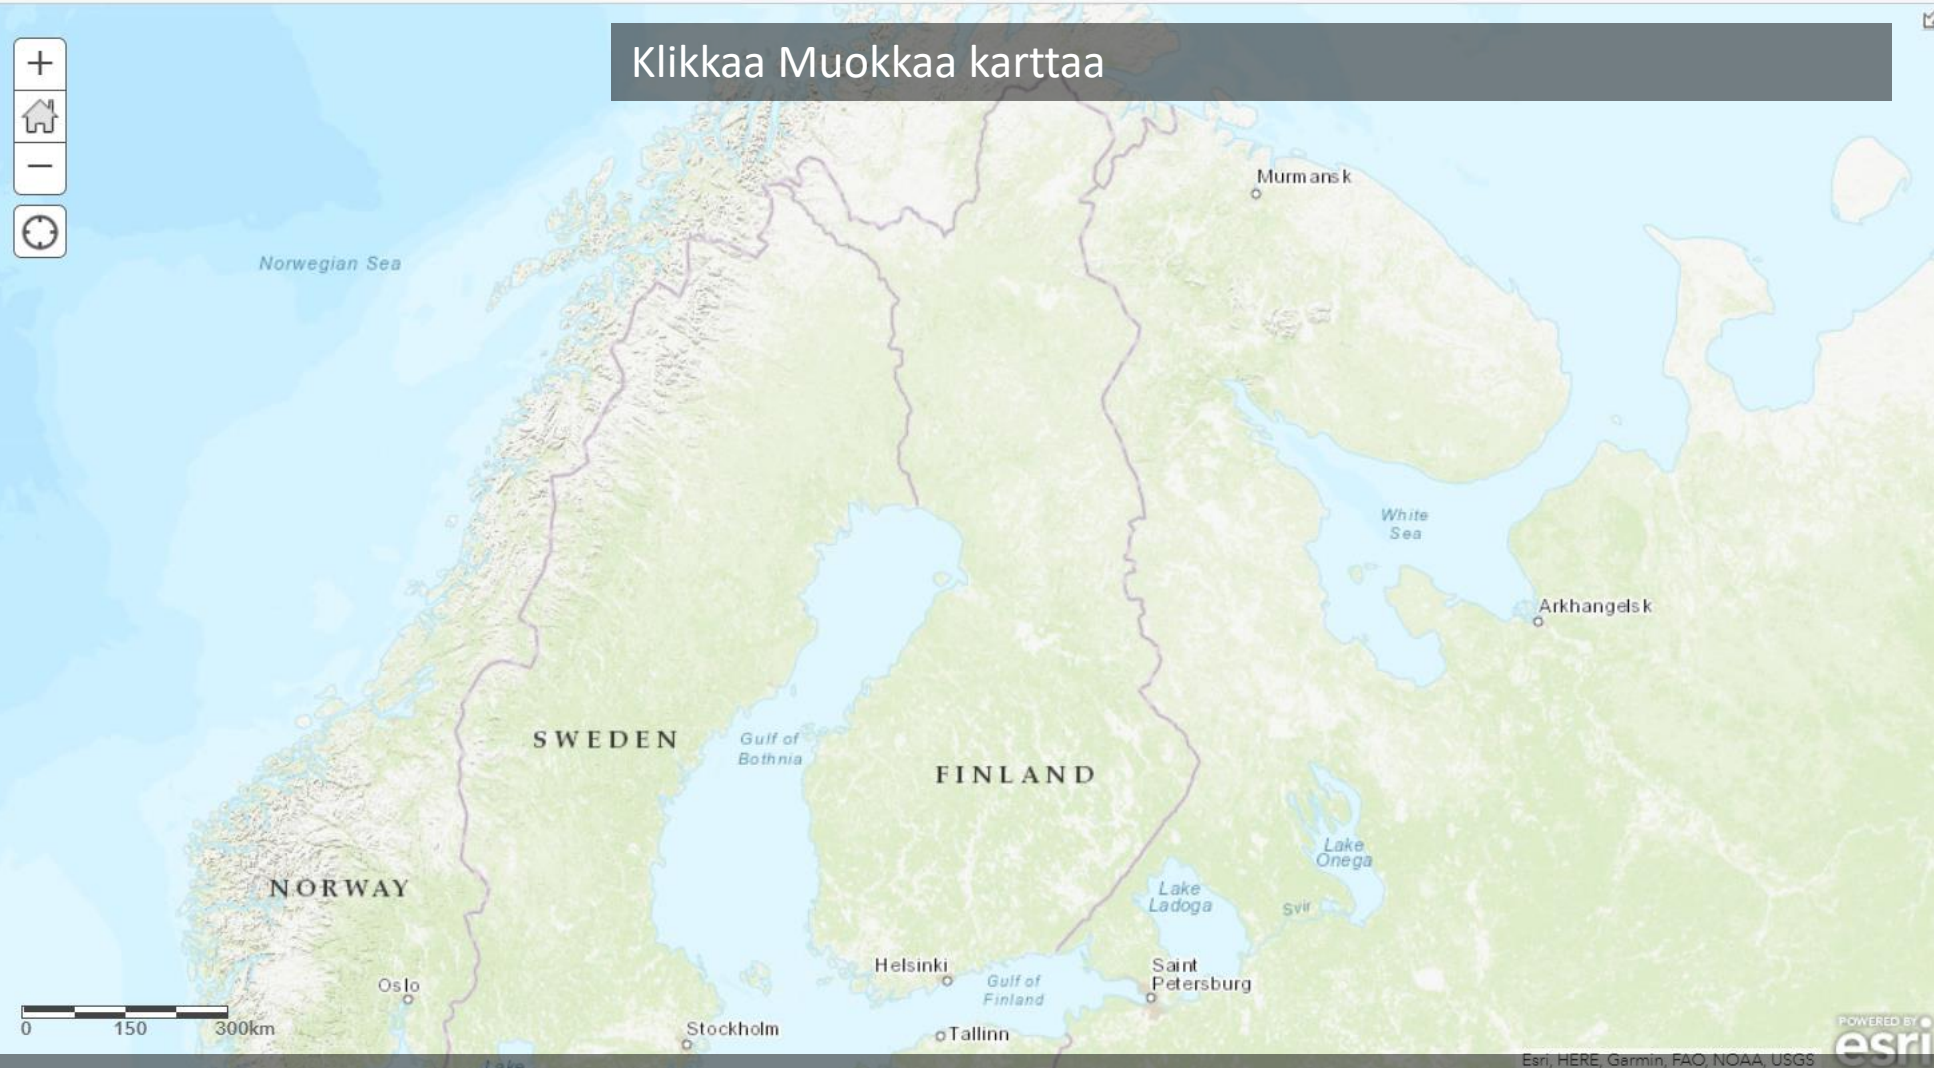 Klikkaa Muokkaa karttaa
+
−
Murmansk
Norwegian Sea
White
Sea
Arkhangelsk
SWEDEN
Gulf of
Bothnia
FINLAND
Lake
Onega
NORWAY
Lake
Ladoga
Svir
Helsinki
Saint
Petersburg
Gulf of
Finland
Oslo
0 150 300km
Stockholm
Tallinn
Lake
POWERED BY
esri
Esri, HERE, Garmin, FAO, NOAA, USGS